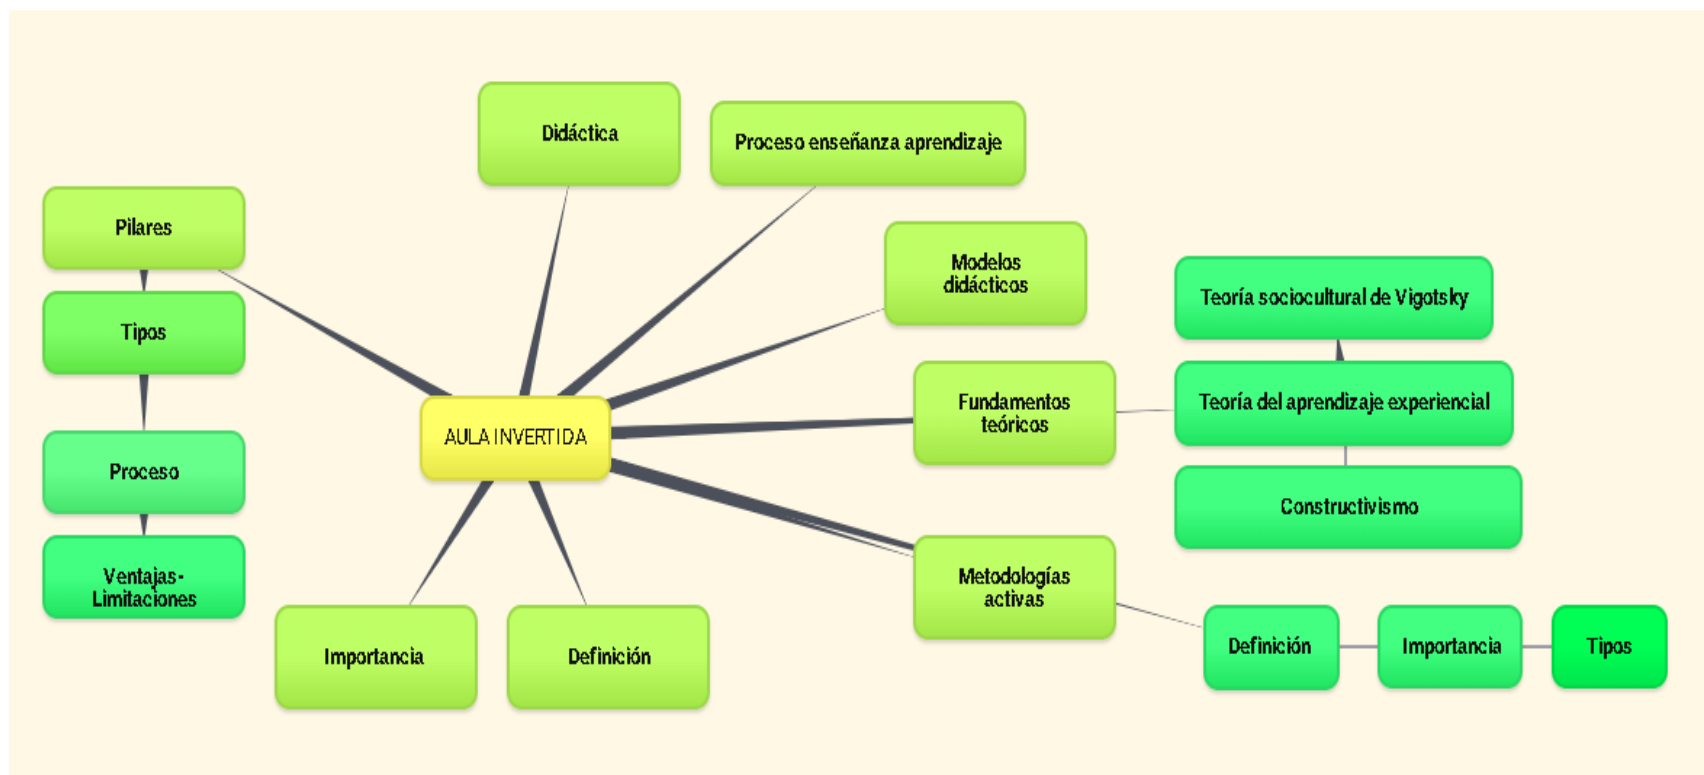 Didáctica
Proceso enseñanza aprendizaje
Pilares
Modelos
didácticos
Teoría sociocultural de Vigotsky
Tipos
Fundamentos
teóricos
Teoría del aprendizaje experiencial
AULA INVERTIDA
Proceso
Constructivismo
Ventajas-
Limitaciones
Metodologías
activas
Importancia
Definición
Definición
Importancia
Tipos